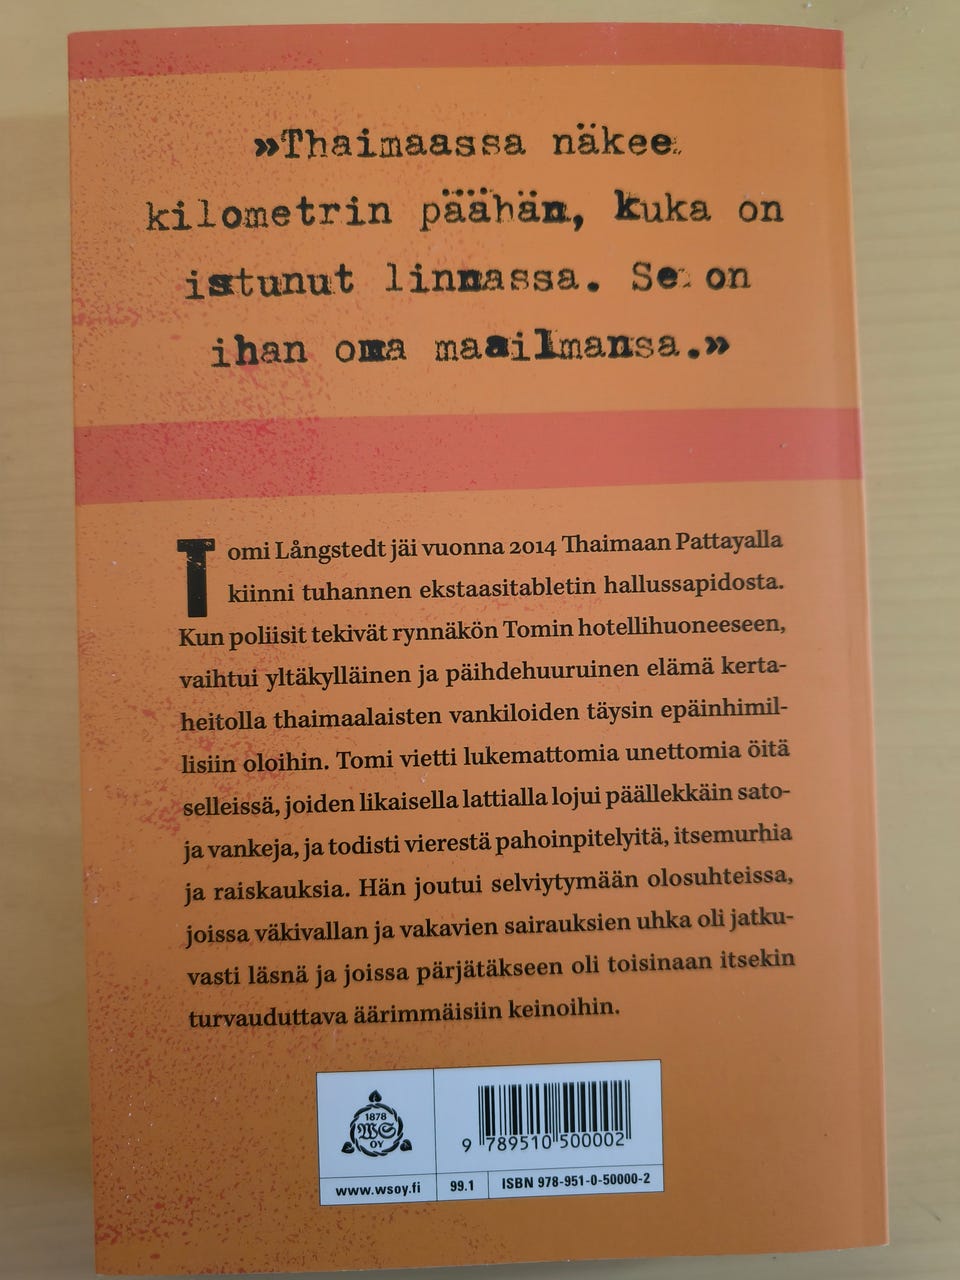 »Thaimaassa näkee
kilometrin päähän, kuka on
istunut linnassa. Se on
ihan oma maailmansa.»
Tomi Långstedt jäi vuonna 2014 Thaimaan Pattayalla
kiinni tuhannen ekstaasitabletin hallussapidosta.
Kun poliisit tekivät rynnäkön Tomin hotellihuoneeseen,
vaihtui yltäkylläinen ja päihdehuuruinen elämä kerta-
heitolla thaimaalaisten vankiloiden täysin epäinhimil-
lisiin oloihin. Tomi vietti lukemattomia unettomia öitä
selleissä, joiden likaisella lattialla lojui päällekkäin sato-
ja vankeja, ja todisti vierestä pahoinpitelyitä, itsemurhia
ja raiskauksia. Hän joutui selviytymään olosuhteissa,
joissa väkivallan ja vakavien sairauksien uhka oli jatku-
vasti läsnä ja joissa pärjätäkseen oli toisinaan itsekin
turvauduttava äärimmäisiin keinoihin.
1878
WS
OY
9 789510 500002
www.wsoy.fi
99.1
ISBN 978-951-0-50000-2